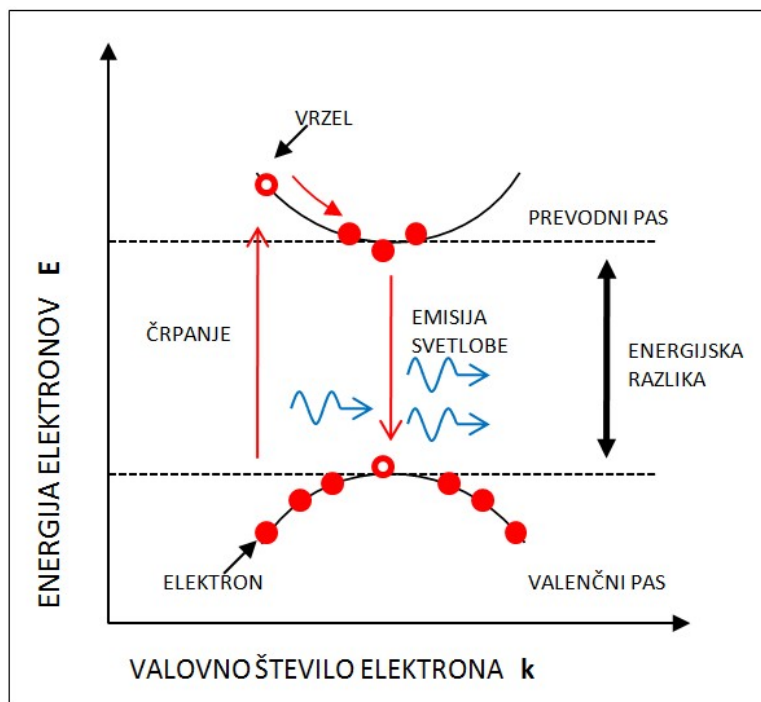 VRZEL
PREVODNI PAS
ČRPANJE
EMISIJA
SVETLOBE
ENERGIJSKA
RAZLIKA
ELEKTRON
VALENČNI PAS
ENERGIJA ELEKTRONOV E
VALOVNO ŠTEVILO ELEKTRONA k